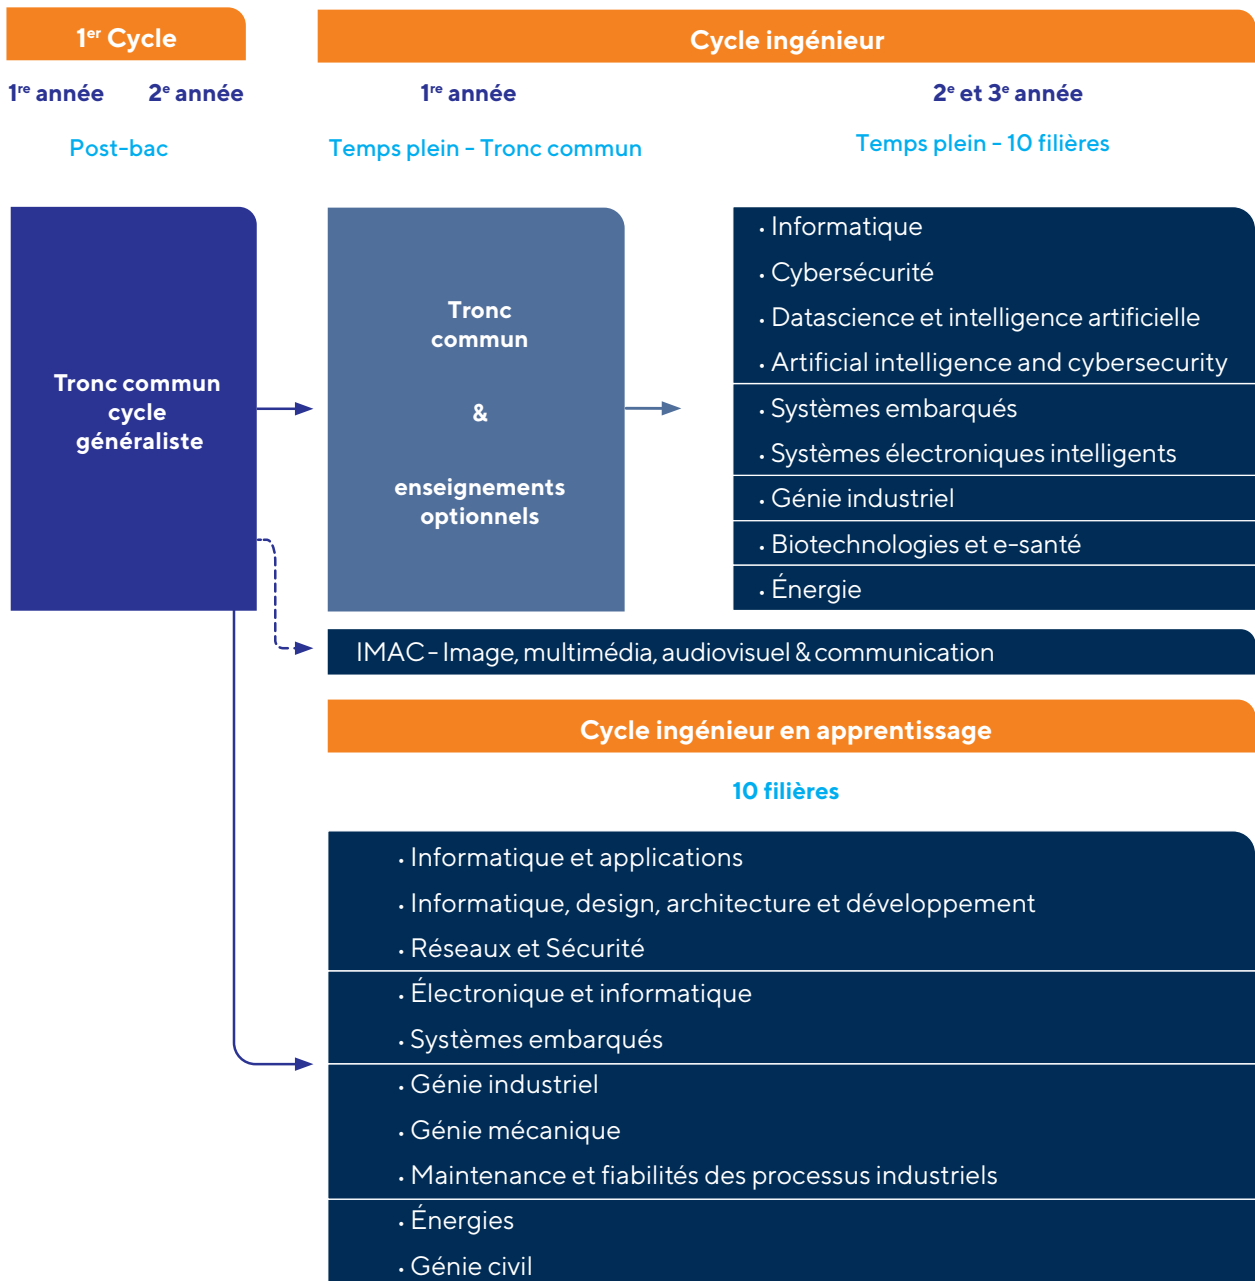 1er Cycle
Cycle ingénieur
1re année
2e année
1re année
2e et 3e année
Post-bac
Temps plein - Tronc commun
Temps plein - 10 filières
Tronc commun
cycle
généraliste
Tronc
commun
&
enseignements
optionnels
• Informatique
• Cybersécurité
• Datascience et intelligence artificielle
• Artificial intelligence and cybersecurity
• Systèmes embarqués
• Systèmes électroniques intelligents
• Génie industriel
• Biotechnologies et e-santé
• Énergie
IMAC - Image, multimédia, audiovisuel & communication
Cycle ingénieur en apprentissage
10 filières
• Informatique et applications
• Informatique, design, architecture et développement
• Réseaux et Sécurité
• Électronique et informatique
• Systèmes embarqués
• Génie industriel
• Génie mécanique
• Maintenance et fiabilités des processus industriels
• Énergies
• Génie civil